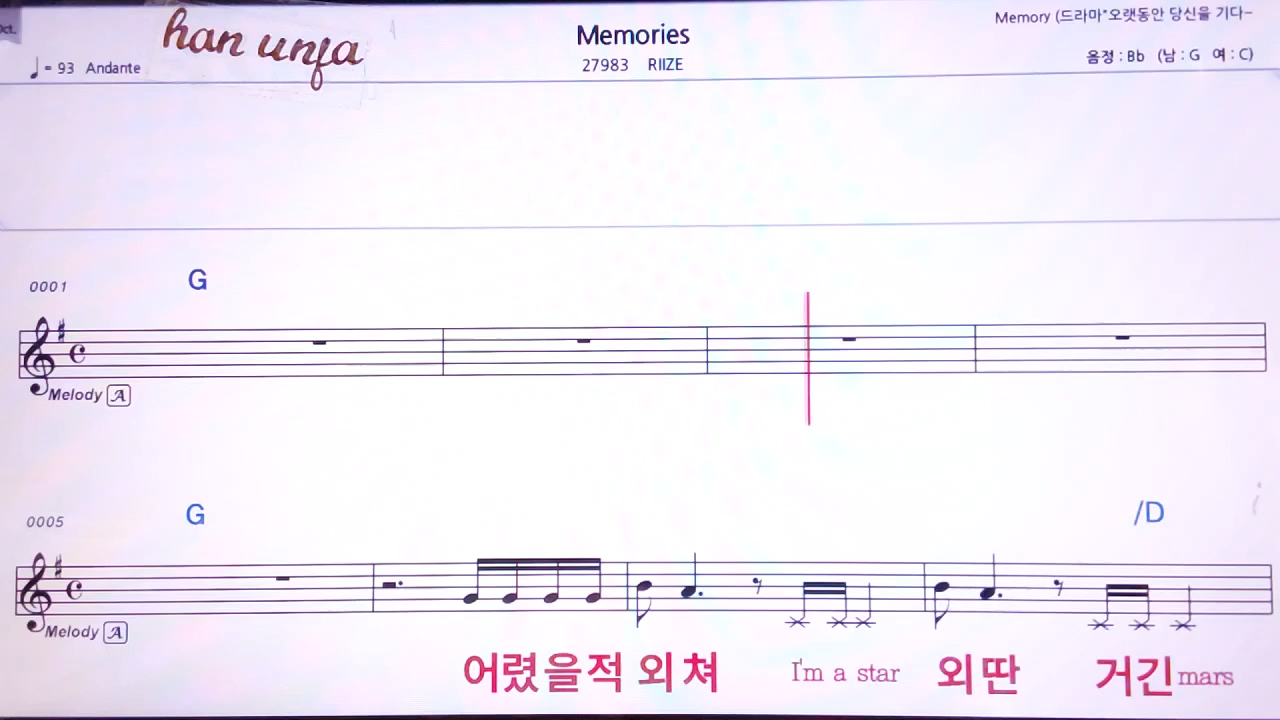 Oct.
han unfa
Memories
Memory (드라마"오랫동안 당신을 기다-
♩= 93 Andante
27983 RIIZE
음정 : Bb (남 : G 여 : C)
0001 G
Melody A
0005 G /D
Melody A
어렸을적 외쳐 I'm a star 외딴 거긴 mars